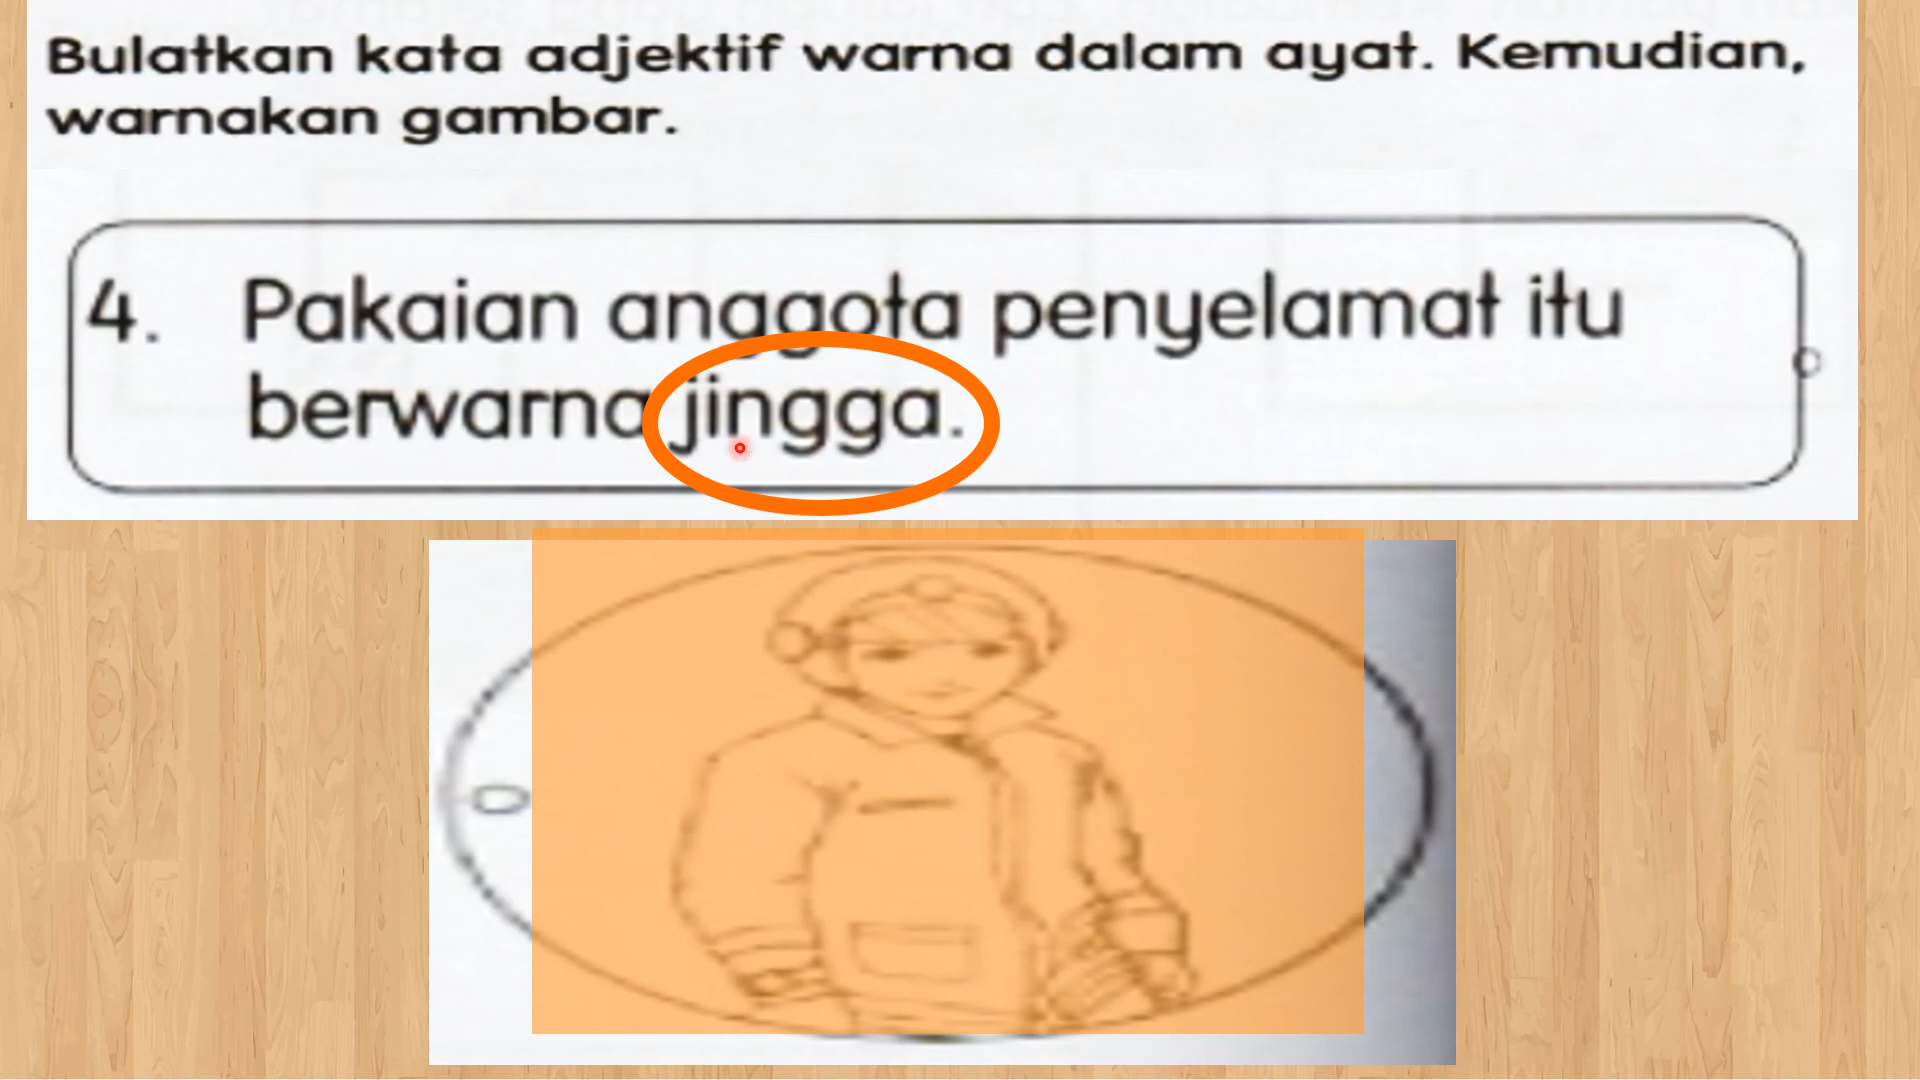 Bulatkan kata adjektif warna dalam ayat. Kemudian,
warnakan gambar.
4. Pakaian anggota penyelamat itu
berwarna jingga.